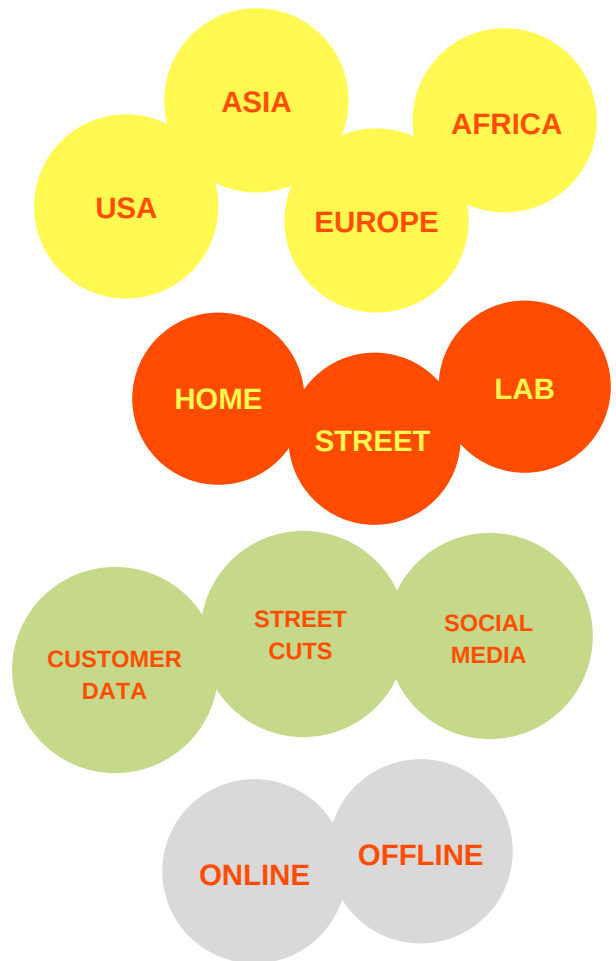 ASIA
AFRICA
USA
EUROPE
HOME
LAB
STREET
CUSTOMER
DATA
STREET
CUTS
SOCIAL
MEDIA
ONLINE
OFFLINE